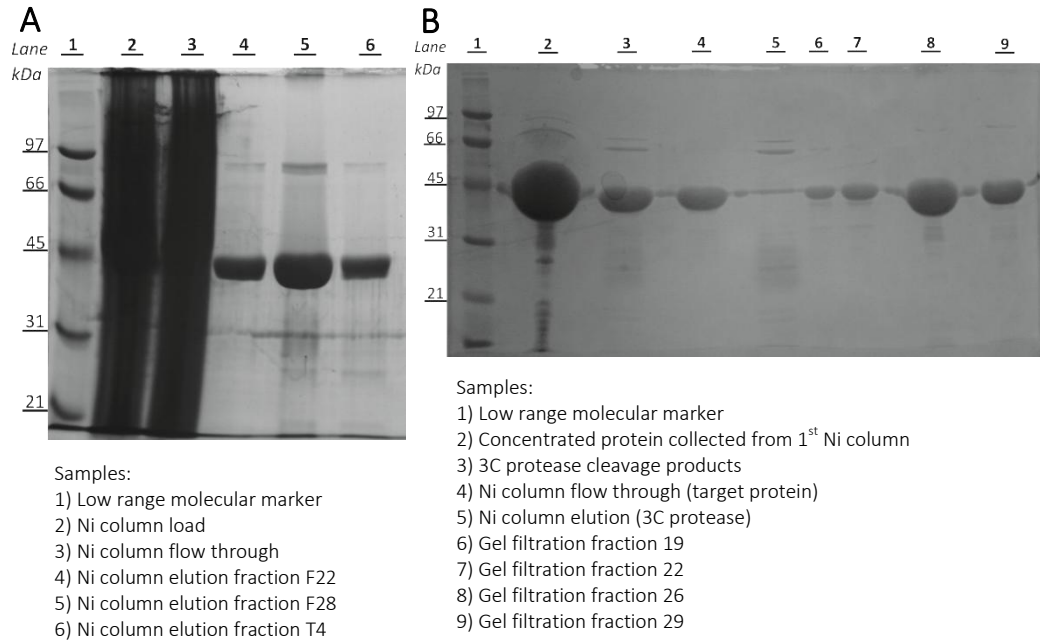 A
Lane 1 2 3 4 5 6
kDa
97
66
45
31
21
Samples:
1) Low range molecular marker
2) Ni column load
3) Ni column flow through
4) Ni column elution fraction F22
5) Ni column elution fraction F28
6) Ni column elution fraction T4
B
Lane 1 2 3 4 5 6 7 8 9
kDa
97
66
45
31
21
Samples:
1) Low range molecular marker
2) Concentrated protein collected from 1st Ni column
3) 3C protease cleavage products
4) Ni column flow through (target protein)
5) Ni column elution (3C protease)
6) Gel filtration fraction 19
7) Gel filtration fraction 22
8) Gel filtration fraction 26
9) Gel filtration fraction 29